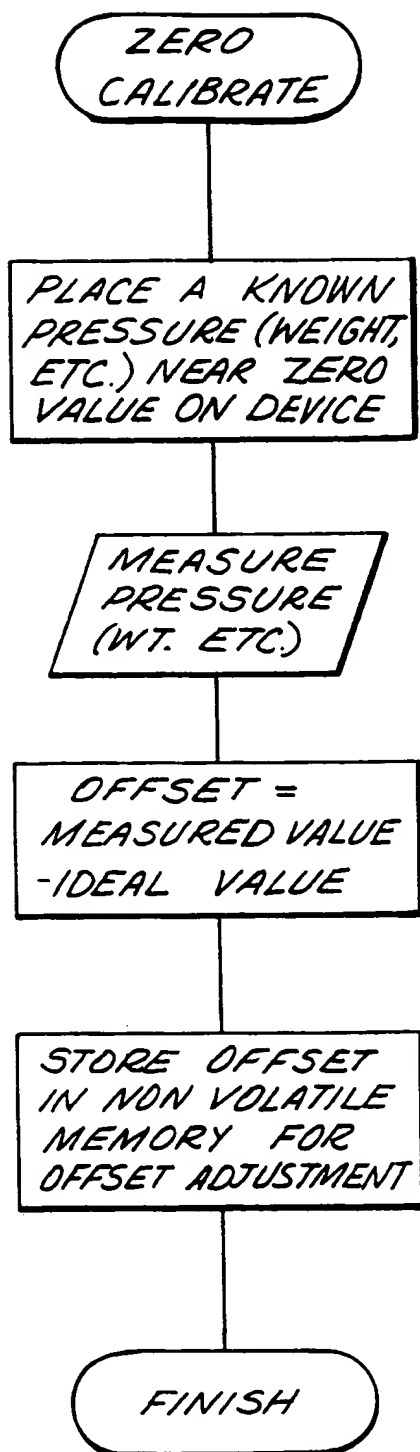 ZERO
CALIBRATE
PLACE A KNOWN
PRESSURE (WEIGHT,
ETC.) NEAR ZERO
VALUE ON DEVICE
MEASURE
PRESSURE
(WT. ETC.)
OFFSET =
MEASURED VALUE
-IDEAL VALUE
STORE OFFSET
IN NON VOLATILE
MEMORY FOR
OFFSET ADJUSTMENT
FINISH